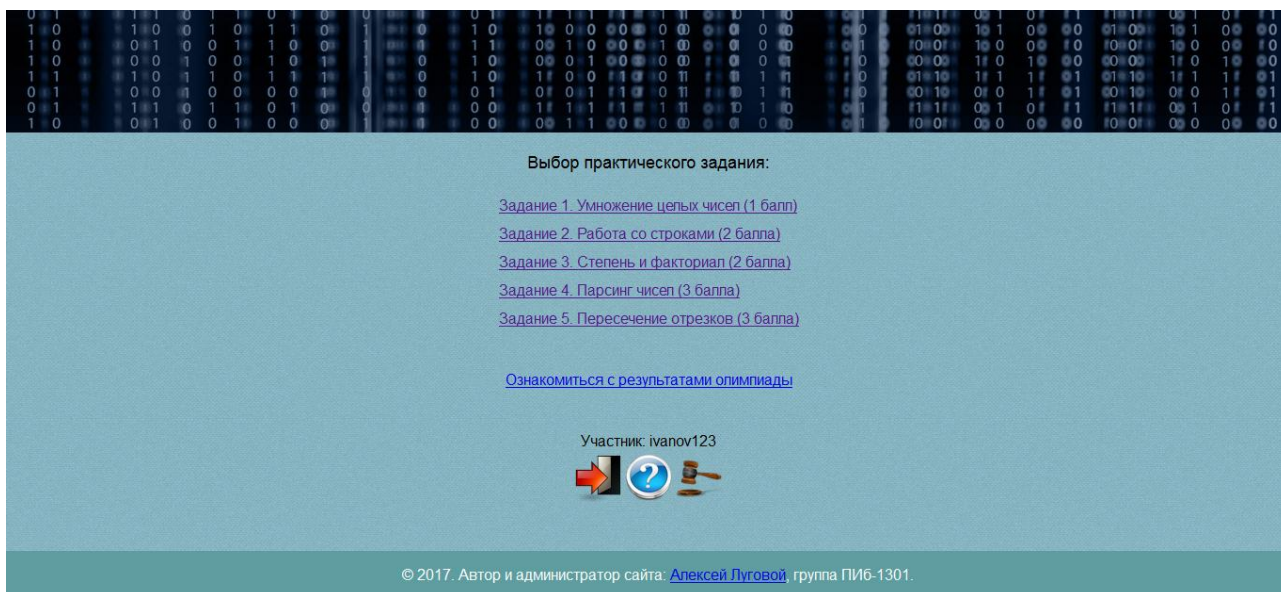 Выбор практического задания:
Задание 1. Умножение целых чисел (1 балл)
Задание 2. Работа со строками (2 балла)
Задание 3. Степень и факториал (2 балла)
Задание 4. Парсинг чисел (3 балла)
Задание 5. Пересечение отрезков (3 балла)
Ознакомиться с результатами олимпиады
Участник: ivanov123
© 2017. Автор и администратор сайта: Алексей Луговой, группа ПИб-1301.